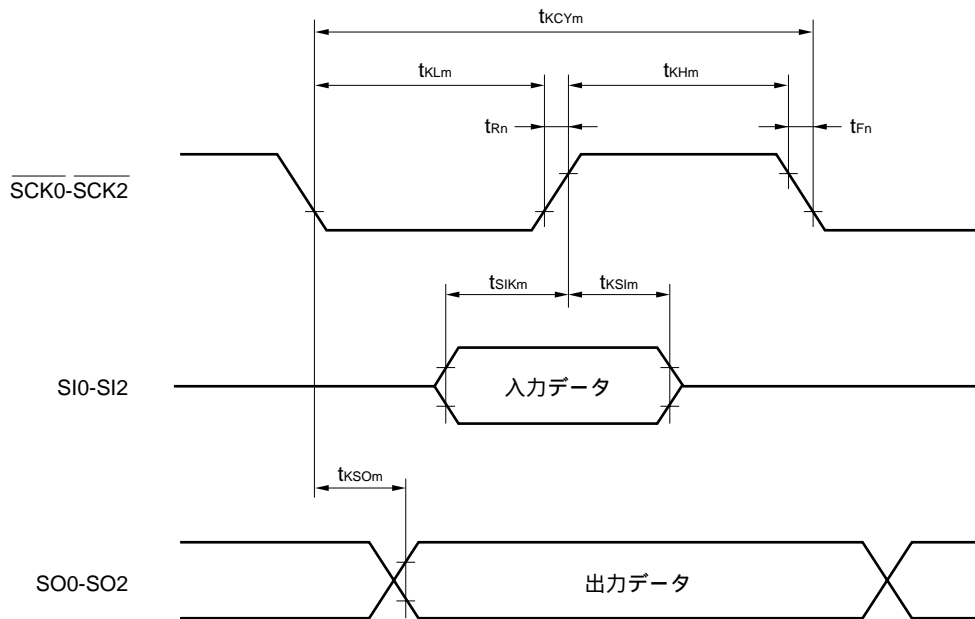 tKCYm
tKLm
tKHm
tRn
tFn
SCK0-SCK2
tSIKm
tKSIm
SI0-SI2
入力データ
tKSOm
SO0-SO2
出力データ